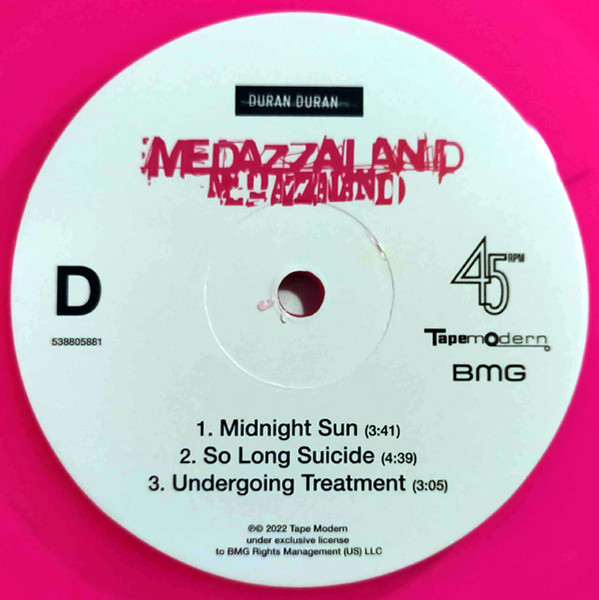 DURAN DURAN
MEDAZZALAND
MEDAZZALAND
D
538805881
45 RPM
Tapemodern
BMG
1. Midnight Sun (3:41)
2. So Long Suicide (4:39)
3. Undergoing Treatment (3:05)
℗© 2022 Tape Modern
under exclusive license
to BMG Rights Management (US) LLC